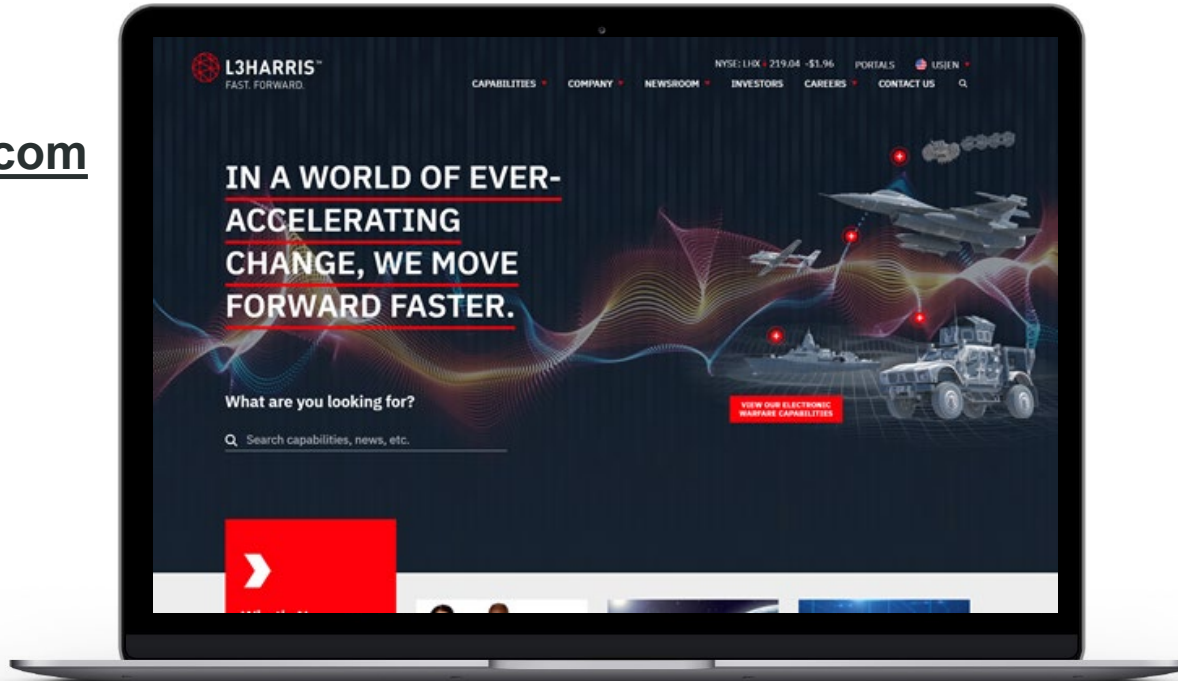 com
L3HARRIS™
FAST. FORWARD.
NYSE: LHX 219.04 -$1.96 PORTALS US|EN
CAPABILITIES COMPANY NEWSROOM INVESTORS CAREERS CONTACT US
IN A WORLD OF EVER-
ACCELERATING
CHANGE, WE MOVE
FORWARD FASTER.
What are you looking for?
Search capabilities, news, etc.
VIEW OUR ELECTRONIC
WARFARE CAPABILITIES